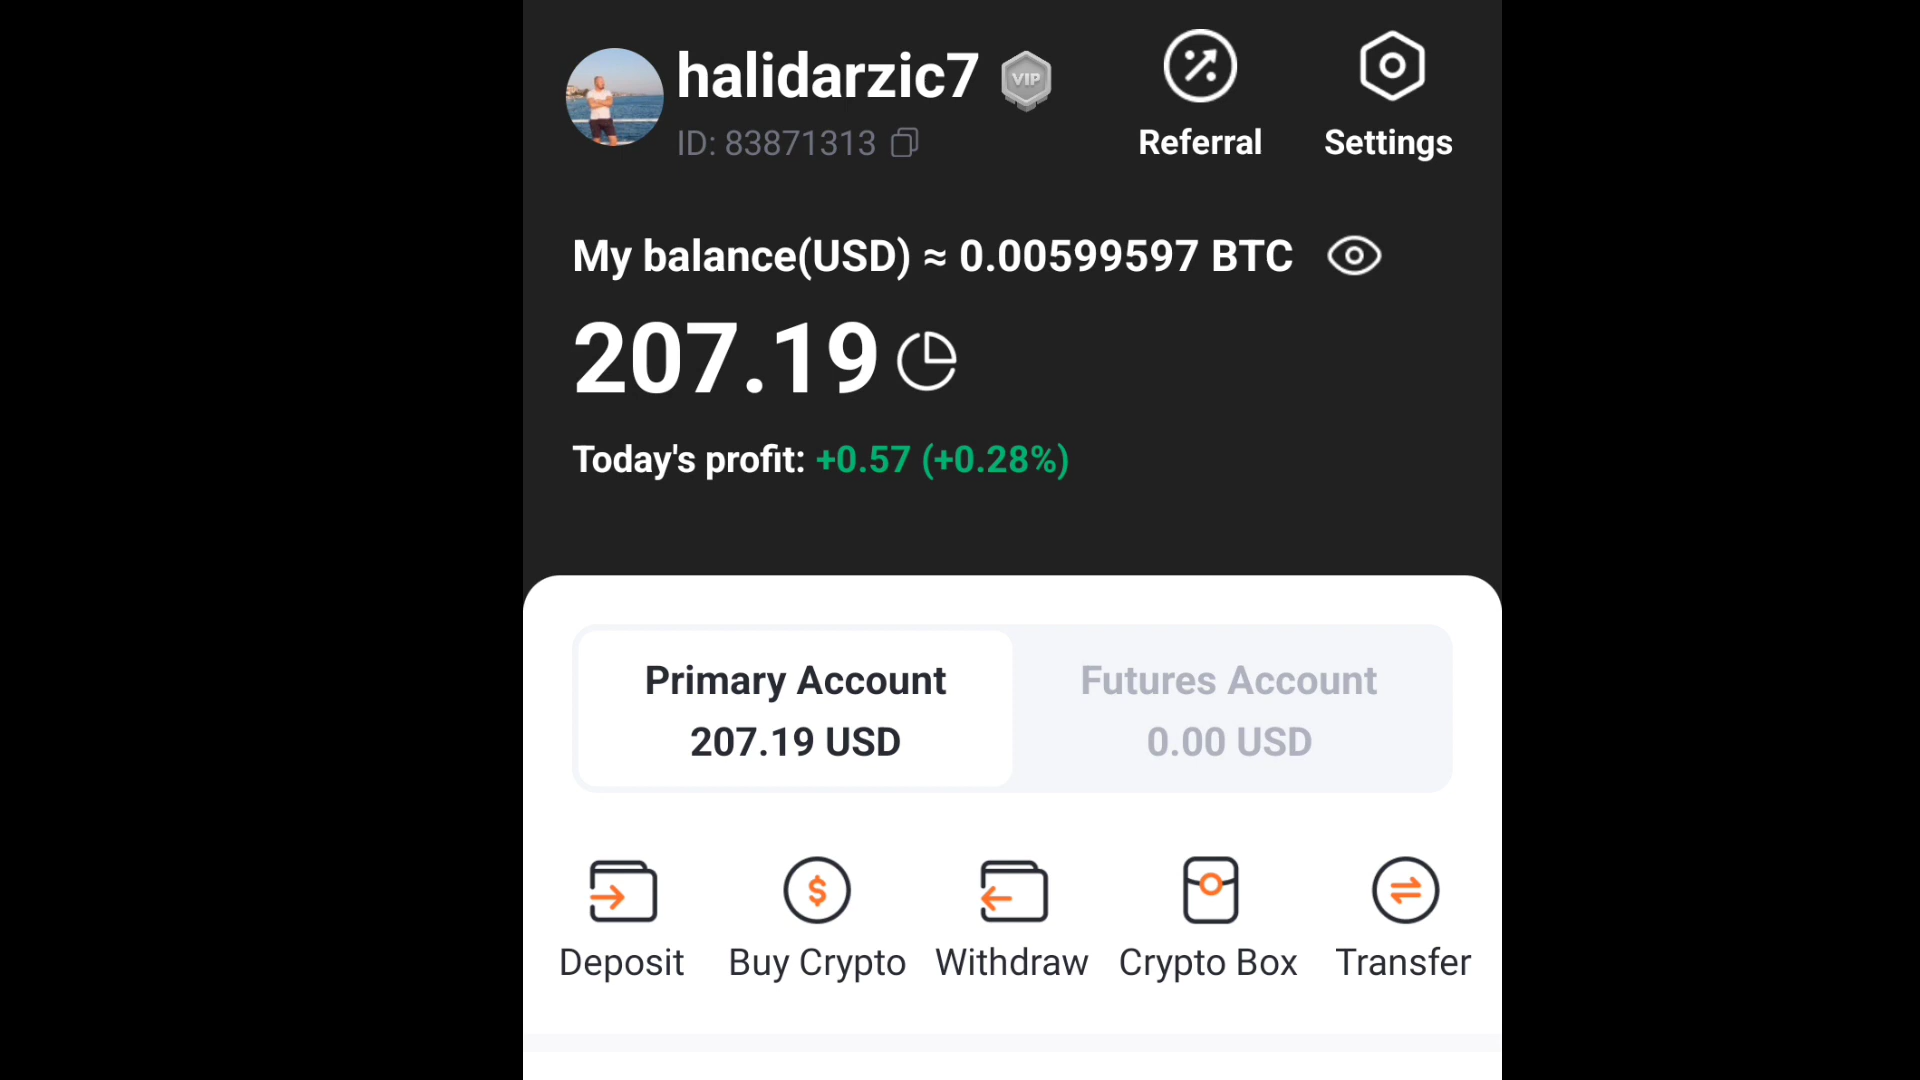 halidarzic7 VIP
ID: 83871313
Referral
Settings
My balance(USD) ≈ 0.00599597 BTC
207.19
Today's profit: +0.57 (+0.28%)
Primary Account
207.19 USD
Futures Account
0.00 USD
Deposit
Buy Crypto
Withdraw
Crypto Box
Transfer